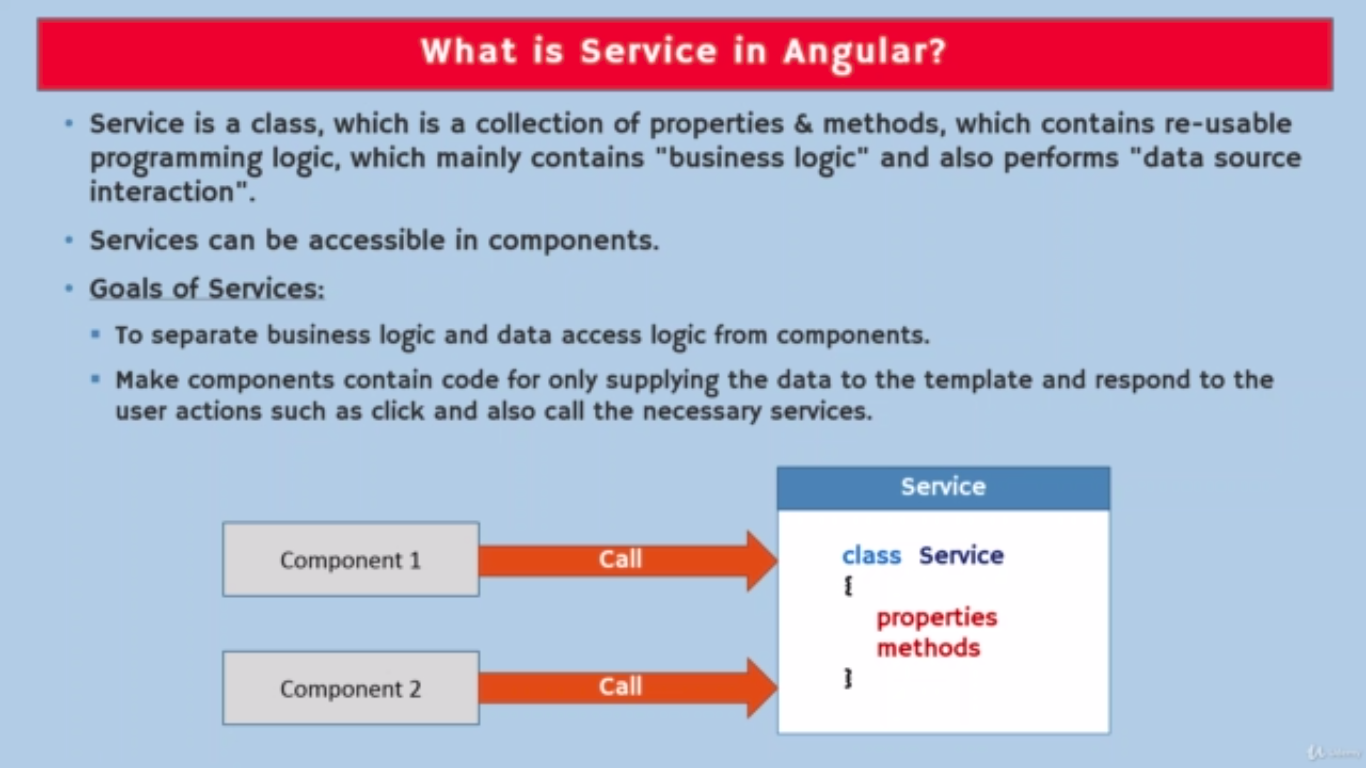 What is Service in Angular?
• Service is a class, which is a collection of properties & methods, which contains re-usable
programming logic, which mainly contains "business logic" and also performs "data source
interaction".
• Services can be accessible in components.
• Goals of Services:
▪ To separate business logic and data access logic from components.
▪ Make components contain code for only supplying the data to the template and respond to the
user actions such as click and also call the necessary services.
Service
Component 1
Call
class Service
{
properties
methods
}
Component 2
Call